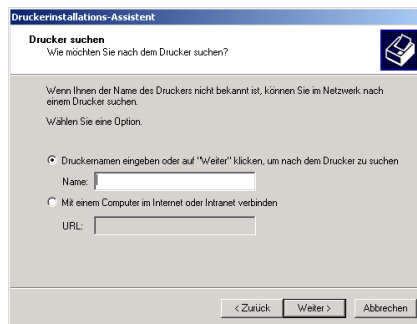 Druckerinstallations-Assistent
Drucker suchen
Wie möchten Sie nach dem Drucker suchen?
Wenn Ihnen der Name des Druckers nicht bekannt ist, können Sie im Netzwerk nach
einem Drucker suchen.
Wählen Sie eine Option.
Druckernamen eingeben oder auf "Weiter" klicken, um nach dem Drucker zu suchen
Name:
Mit einem Computer im Internet oder Intranet verbinden
URL:
< Zurück Weiter > Abbrechen